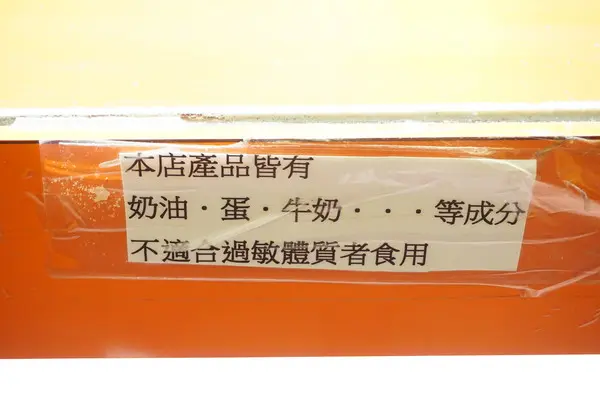 本店產品皆有
奶油・蛋・牛奶・・・等成分
不適合過敏體質者食用